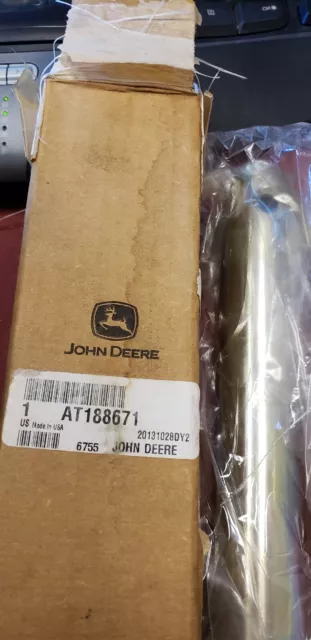 JOHN DEERE
1 AT188671
US Made In USA
20131028DY2
6755 JOHN DEERE